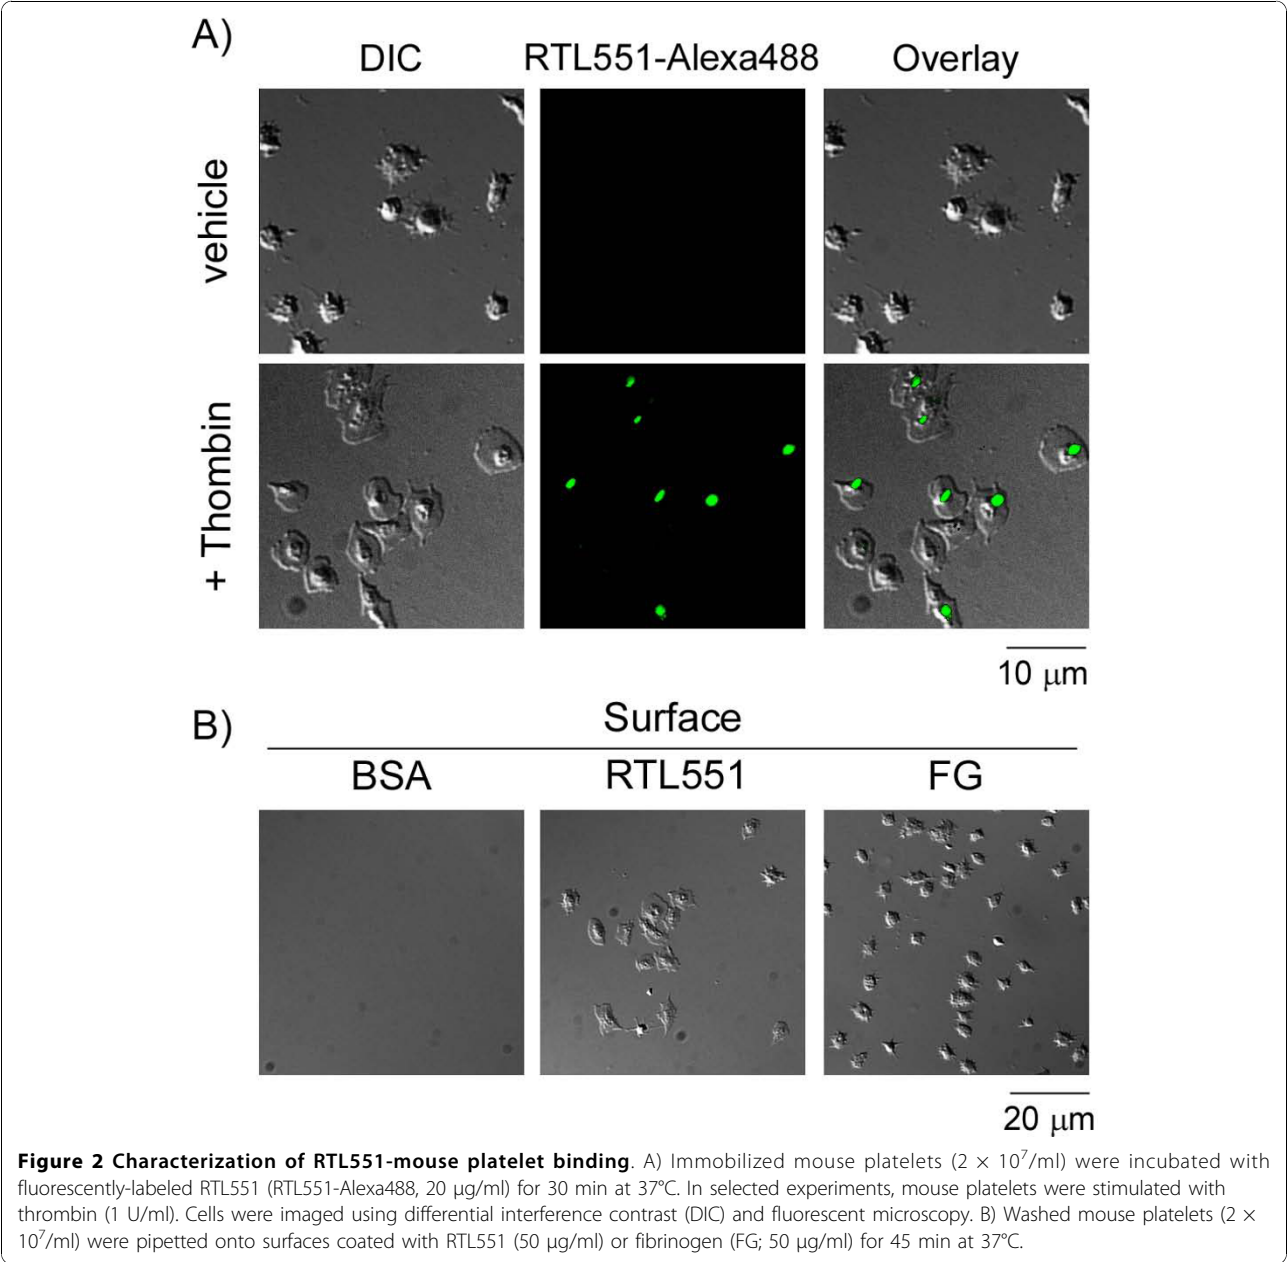 A)
DIC RTL551-Alexa488 Overlay
vehicle
+ Thombin
10 μm
B)
Surface
BSA RTL551 FG
20 μm
Figure 2 Characterization of RTL551-mouse platelet binding. A) Immobilized mouse platelets (2 × 10⁷/ml) were incubated with
fluorescently-labeled RTL551 (RTL551-Alexa488, 20 μg/ml) for 30 min at 37°C. In selected experiments, mouse platelets were stimulated with
thrombin (1 U/ml). Cells were imaged using differential interference contrast (DIC) and fluorescent microscopy. B) Washed mouse platelets (2 ×
10⁷/ml) were pipetted onto surfaces coated with RTL551 (50 μg/ml) or fibrinogen (FG; 50 μg/ml) for 45 min at 37°C.